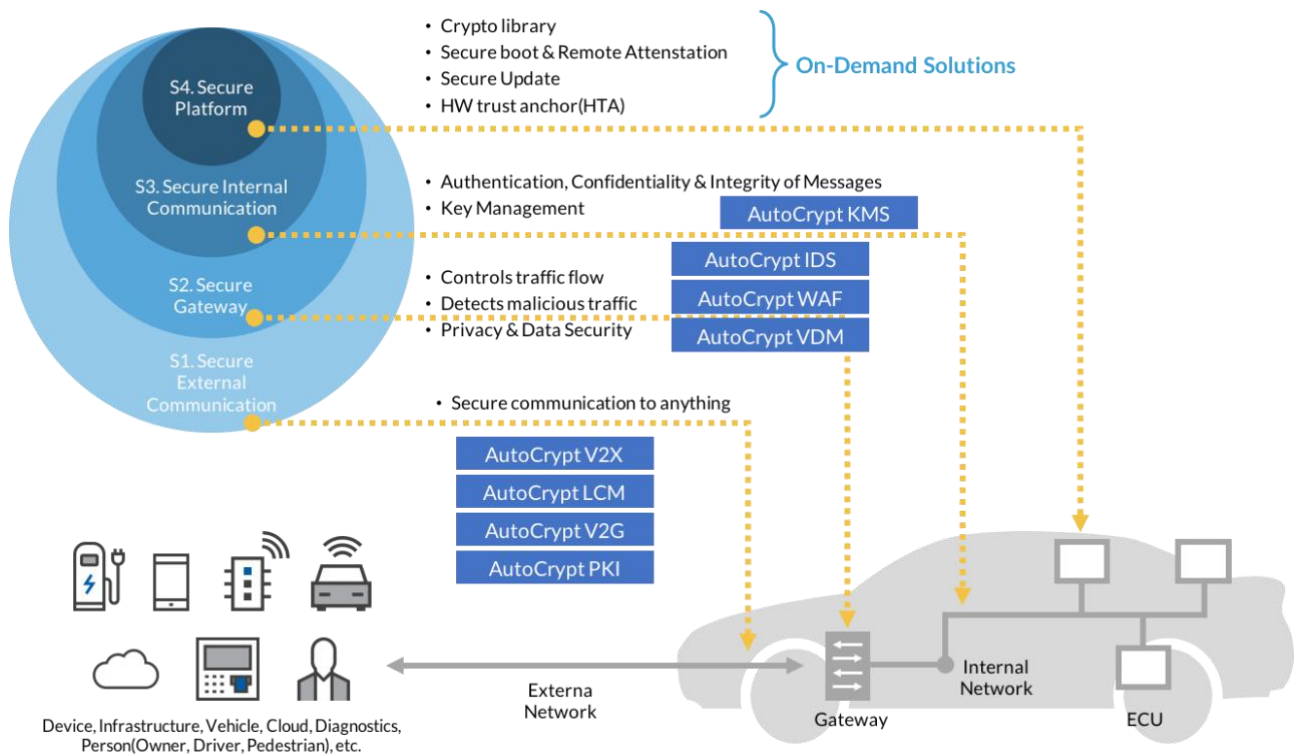 • Crypto library
• Secure boot & Remote Attenstation
• Secure Update
• HW trust anchor(HTA)
On-Demand Solutions
S4. Secure
Platform
S3. Secure Internal
Communication
• Authentication, Confidentiality & Integrity of Messages
• Key Management
AutoCrypt KMS
S2. Secure
Gateway
• Controls traffic flow
• Detects malicious traffic
• Privacy & Data Security
AutoCrypt IDS
AutoCrypt WAF
AutoCrypt VDM
S1. Secure
External
Communication
• Secure communication to anything
AutoCrypt V2X
AutoCrypt LCM
AutoCrypt V2G
AutoCrypt PKI
Device, Infrastructure, Vehicle, Cloud, Diagnostics,
Person(Owner, Driver, Pedestrian), etc.
Externa
Network
Gateway
Internal
Network
ECU